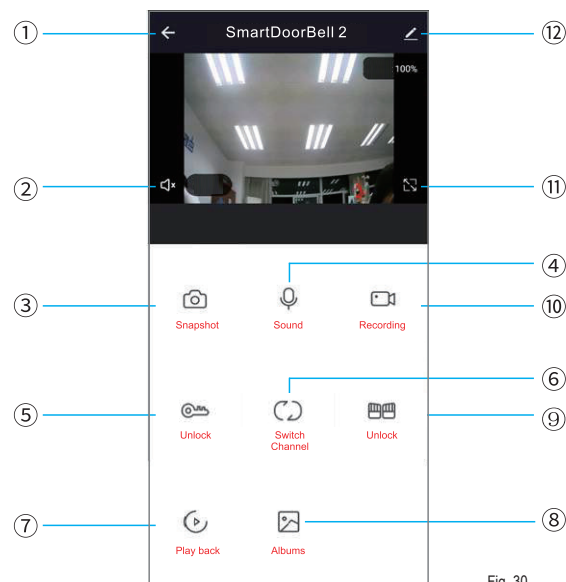 ① SmartDoorBell 2 ⑫
100%
② ⑪
④
③ ⑩
Snapshot Sound Recording
⑥
⑤ ⑨
Unlock Switch Channel Unlock
⑦ ⑧
Play back Albums
Fig. 30